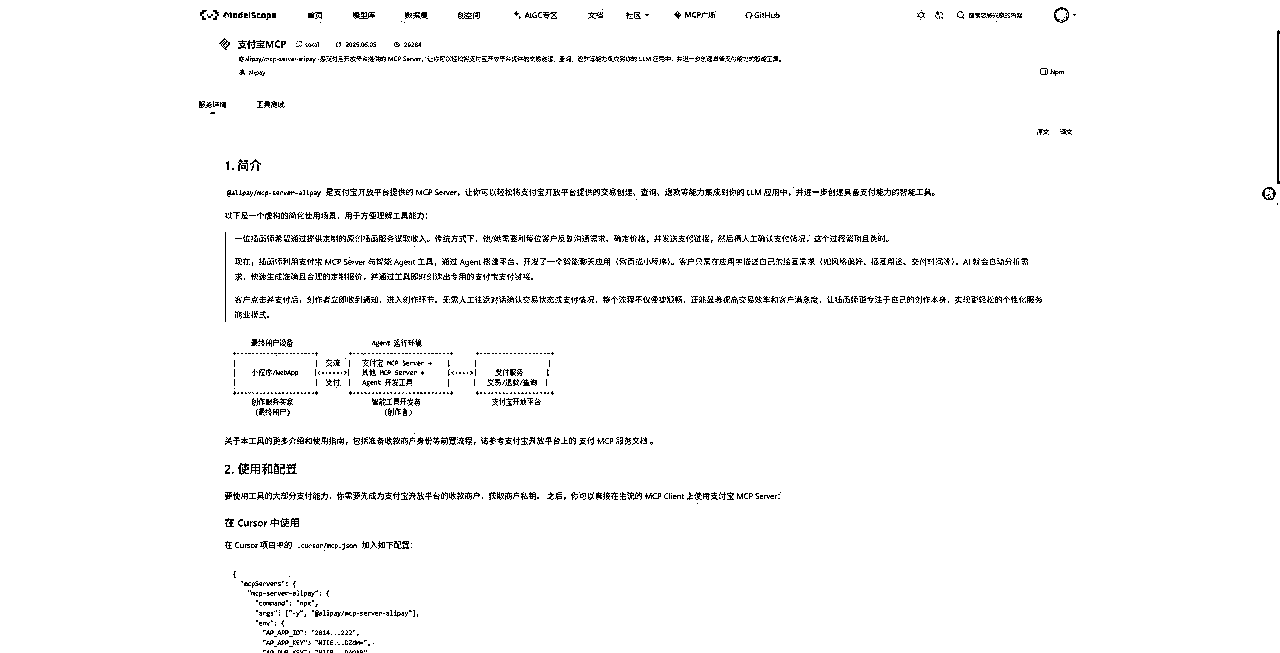 ModelScope 首页 模型库 数据集 创空间 AIGC专区 文档 社区 MCP广场 GitHub
支付宝MCP Local 2025.06.05 26284
@alipay/mcp-server-alipay 是支付宝开放平台提供的 MCP Server，让你可以轻松将支付宝开放平台提供的交易创建、查询、退款等能力集成到你的 LLM 应用中，并进一步创建具备支付能力的智能工具。
Alipay Npm
服务详情 工具测试
原文 译文
1. 简介
@alipay/mcp-server-alipay 是支付宝开放平台提供的 MCP Server，让你可以轻松将支付宝开放平台提供的交易创建、查询、退款等能力集成到你的 LLM 应用中，并进一步创建具备支付能力的智能工具。
以下是一个虚构的简化使用场景，用于方便理解工具能力：
一位插画师希望通过提供定制的原创插画服务谋取收入。传统方式下，他/她需要和每位客户反复沟通需求、确定价格，并发送支付链接，然后再人工确认支付情况，这个过程繁琐且费时。
现在，插画师利用支付宝 MCP Server 与智能 Agent 工具，通过 Agent 搭建平台，开发了一个智能聊天应用（网页或小程序）。客户只需在应用中描述自己的绘画需求（如风格偏好、插画用途、交付时间等），AI 就会自动分析需
求，快速生成准确且合理的定制报价，并通过工具即时创建出专用的支付宝支付链接。
客户点击并支付后，创作者立即收到通知，进入创作环节。无需人工往返对话确认交易状态或支付情况，整个流程不仅便捷顺畅，还能显著提高交易效率和客户满意度，让插画师更专注于自己的创作本身，实现更轻松的个性化服务
商业模式。
最终用户设备 Agent 运行环境
+-------------------+ +----------------------+ +-----------------+
| | 交流 | 支付宝 MCP Server + | | |
| 小程序/WebApp |<------>| 其他 MCP Server + |<---->| 支付服务 |
| | 支付 | Agent 开发工具 | | 交易/退款/查询 |
+-------------------+ +----------------------+ +-----------------+
创作服务买家 智能工具开发者 支付宝开放平台
(最终用户) (创作者)
关于本工具的更多介绍和使用指南，包括准备收款商户身份等前置流程，请参考支付宝开放平台上的 支付 MCP 服务文档 。
2. 使用和配置
要使用工具的大部分支付能力，你需要先成为支付宝开放平台的收款商户，获取商户私钥。 之后，你可以直接在主流的 MCP Client 上使用支付宝 MCP Server：
在 Cursor 中使用
在 Cursor 项目中的 .cursor/mcp.json 加入如下配置：
{
"mcpServers": {
"mcp-server-alipay": {
"command": "npx",
"args": ["-y", "@alipay/mcp-server-alipay"],
"env": {
"AP_APP_ID": "2014...222",
"AP_APP_KEY": "MIIE...DZdM=",